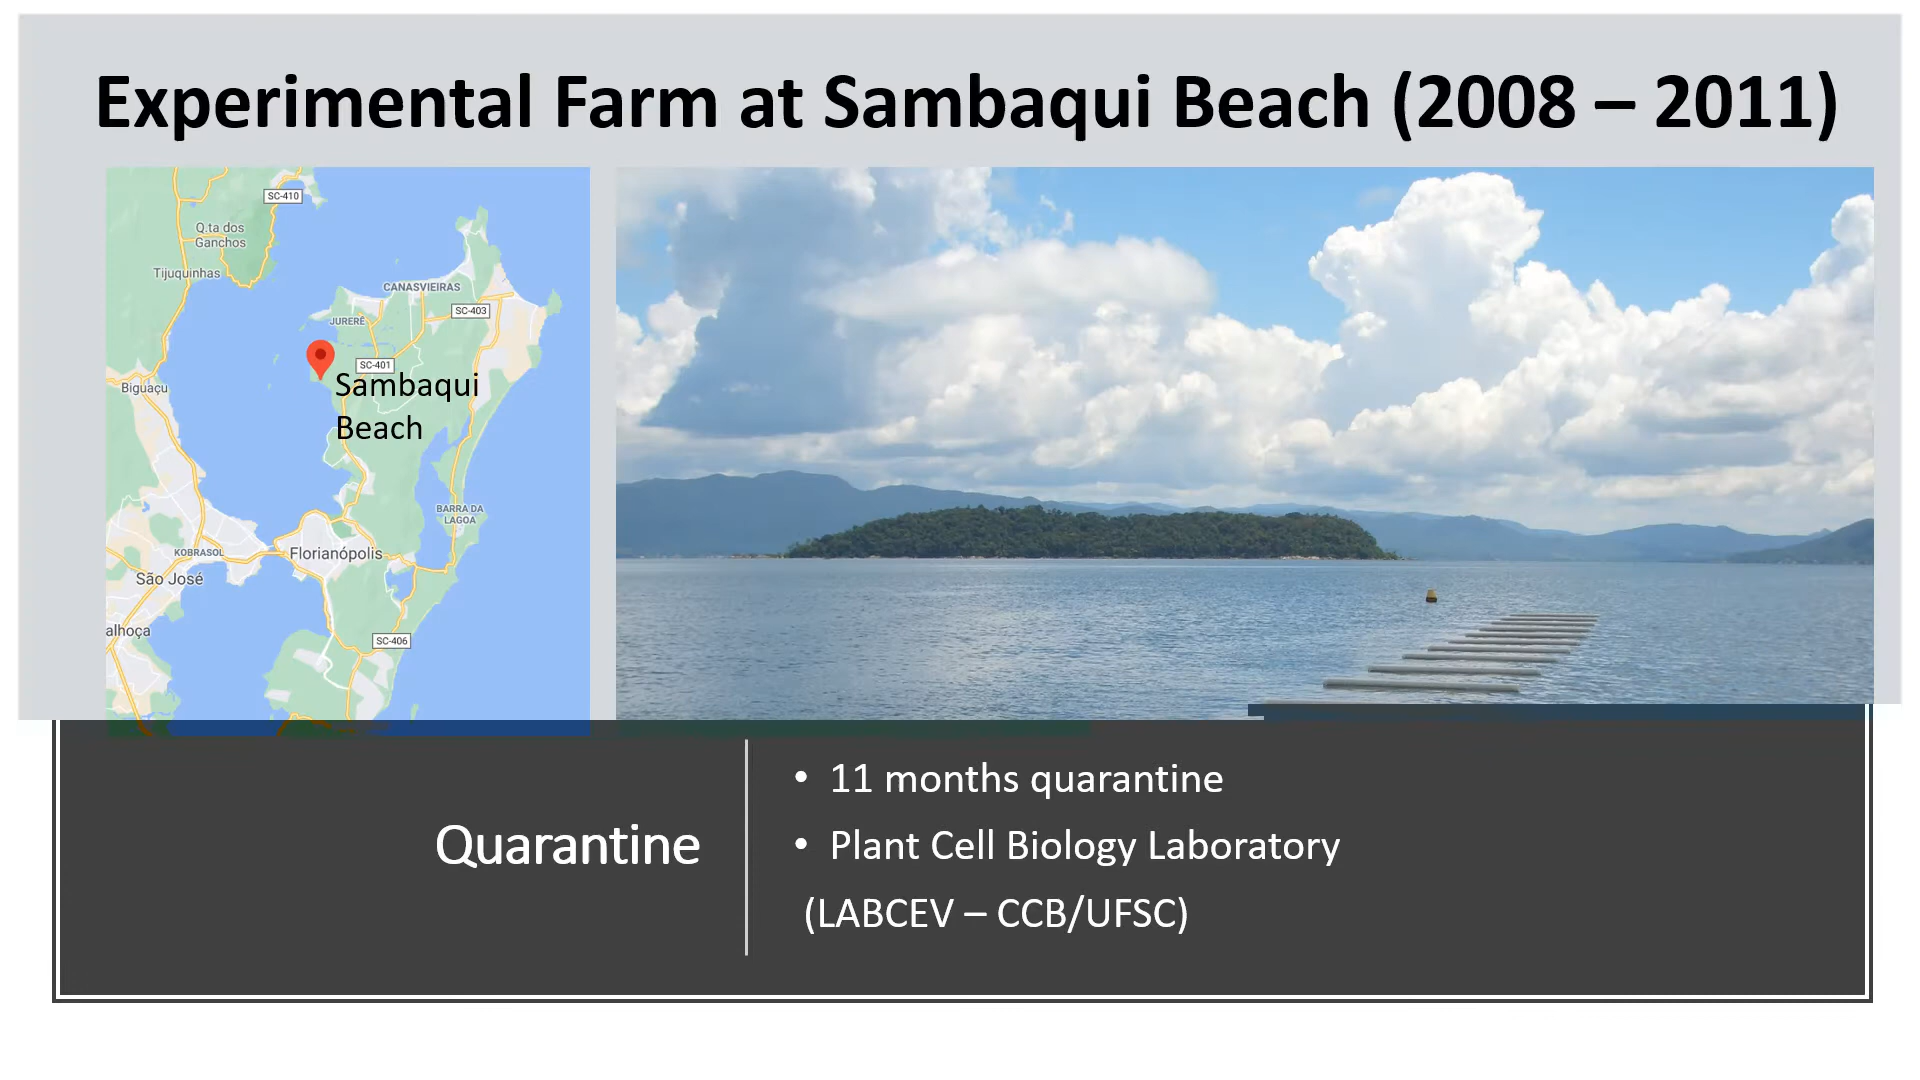 Experimental Farm at Sambaqui Beach (2008 – 2011)
SC-410
Q.ta dos
Ganchos
Tijuquinhas
CANASVIEIRAS
SC-403
JURERÊ
SC-401
Sambaqui
Beach
Biguaçu
BARRA DA
LAGOA
KOBRASOL
Florianópolis
São José
alhoça
SC-406
Quarantine
• 11 months quarantine
• Plant Cell Biology Laboratory
(LABCEV – CCB/UFSC)